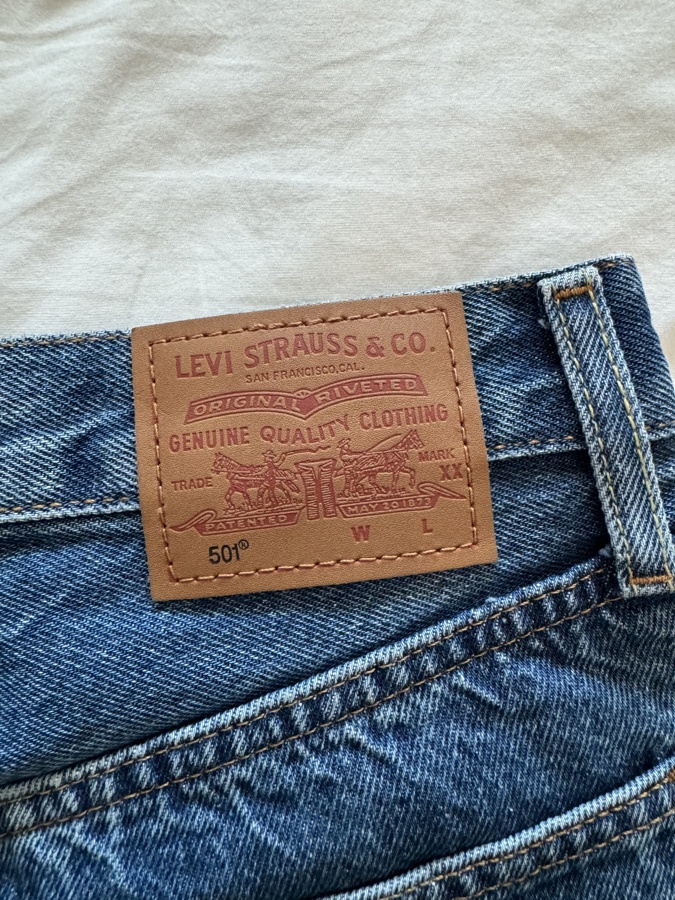 LEVI STRAUSS & CO.
SAN FRANCISCO, CAL.
ORIGINAL RIVETED
GENUINE QUALITY CLOTHING
TRADE MARK
XX
PATENTED MAY 20 1873
501® W L